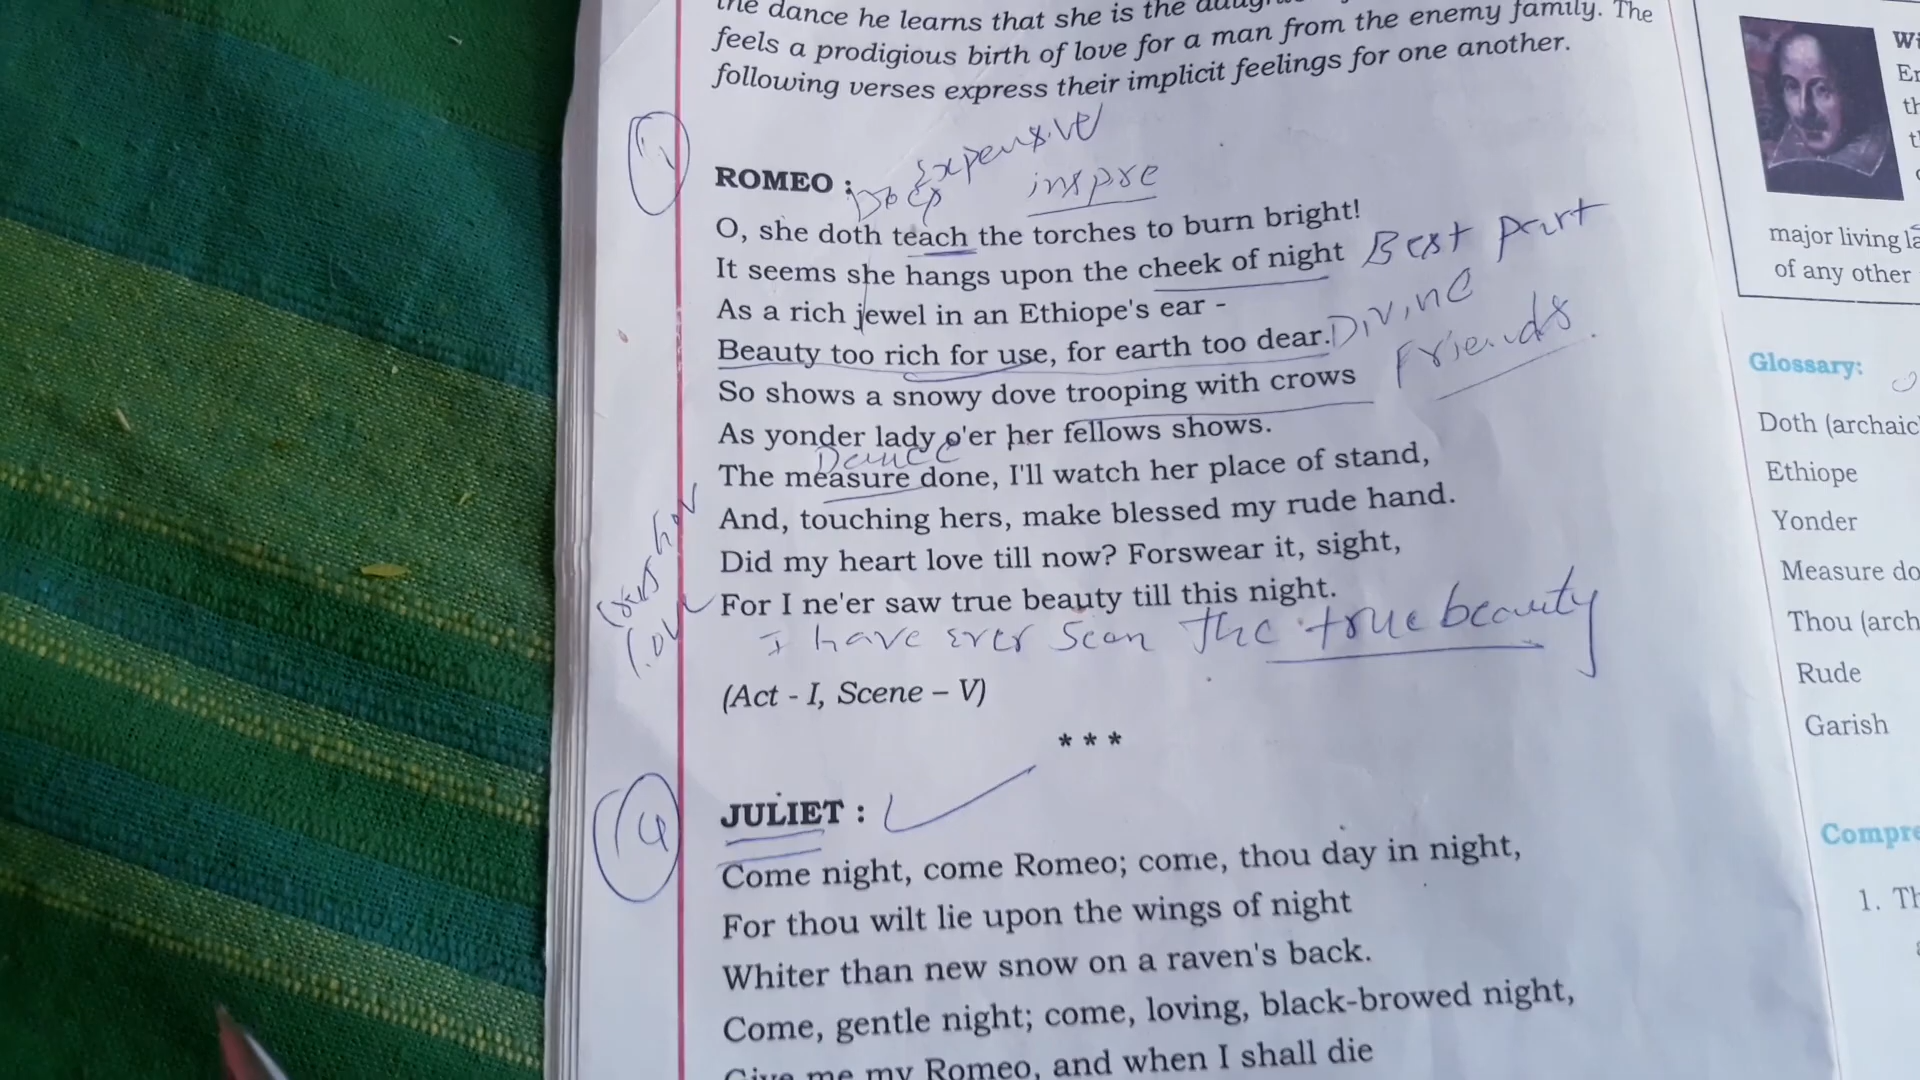 the dance he learns that she is the
feels a prodigious birth of love for a man from the enemy family. The
following verses express their implicit feelings for one another.
Expensive
ROMEO :
Deep
inspre
O, she doth teach the torches to burn bright!
It seems she hangs upon the cheek of night
Best part
As a rich jewel in an Ethiope's ear -
Beauty too rich for use, for earth too dear.
Divine
Friends
So shows a snowy dove trooping with crows
As yonder lady o'er her fellows shows.
Dance
The measure done, I'll watch her place of stand,
And, touching hers, make blessed my rude hand.
Did my heart love till now? Forswear it, sight,
For I ne'er saw true beauty till this night.
I have ever seen the true beauty
(Act - I, Scene – V)
***
JULIET :
Come night, come Romeo; come, thou day in night,
For thou wilt lie upon the wings of night
Whiter than new snow on a raven's back.
Come, gentle night; come, loving, black-browed night,
Give me my Romeo, and when I shall die
major living
of any other
Glossary:
Doth (archaic
Ethiope
Yonder
Measure do
Thou (arch
Rude
Garish
Compre
1. Th